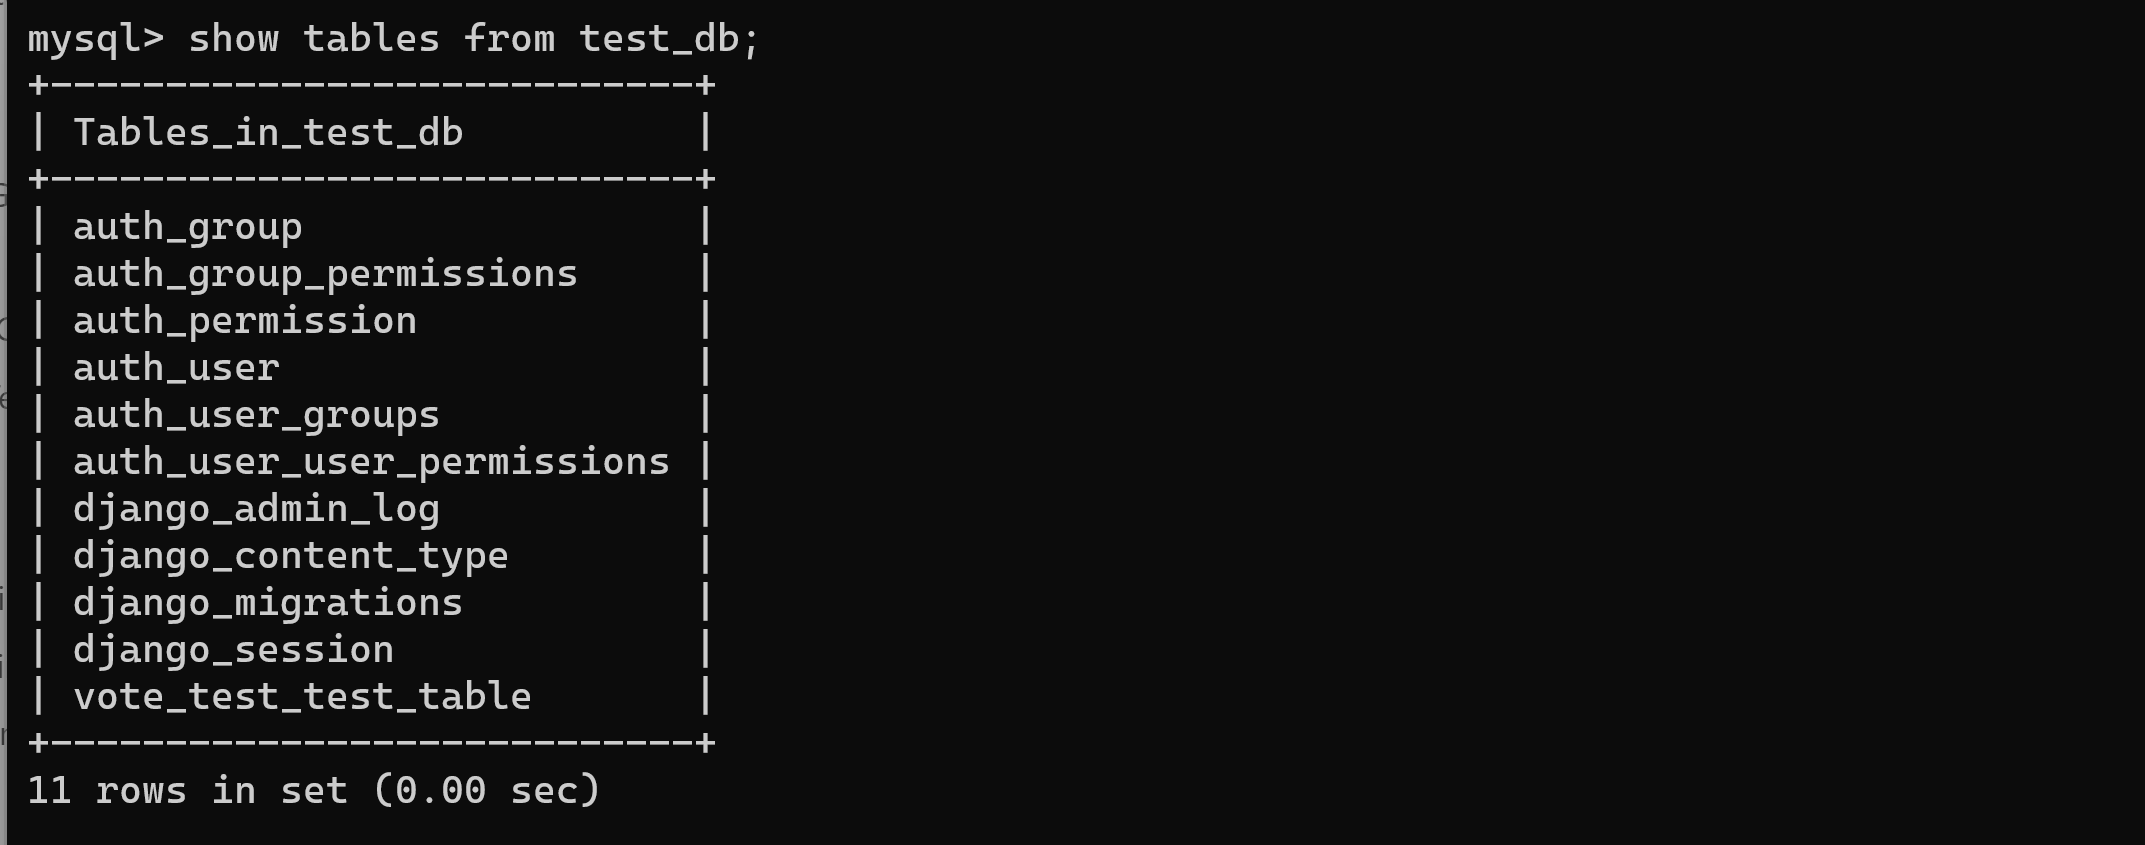 mysql> show tables from test_db;
+----------------------------+
| Tables_in_test_db          |
+----------------------------+
| auth_group                 |
| auth_group_permissions     |
| auth_permission            |
| auth_user                  |
| auth_user_groups           |
| auth_user_user_permissions |
| django_admin_log           |
| django_content_type        |
| django_migrations          |
| django_session             |
| vote_test_test_table       |
+----------------------------+
11 rows in set (0.00 sec)